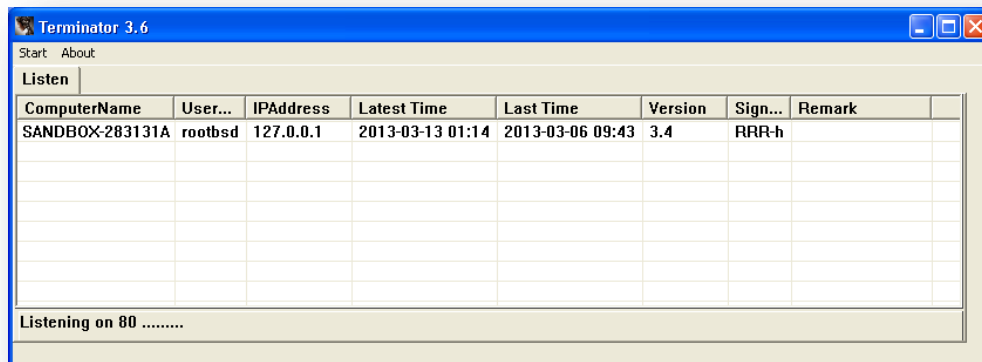 Terminator 3.6
Start About
Listen
ComputerName User... IPAddress Latest Time Last Time Version Sign... Remark
SANDBOX-283131A rootbsd 127.0.0.1 2013-03-13 01:14 2013-03-06 09:43 3.4 RRR-h
Listening on 80 .........